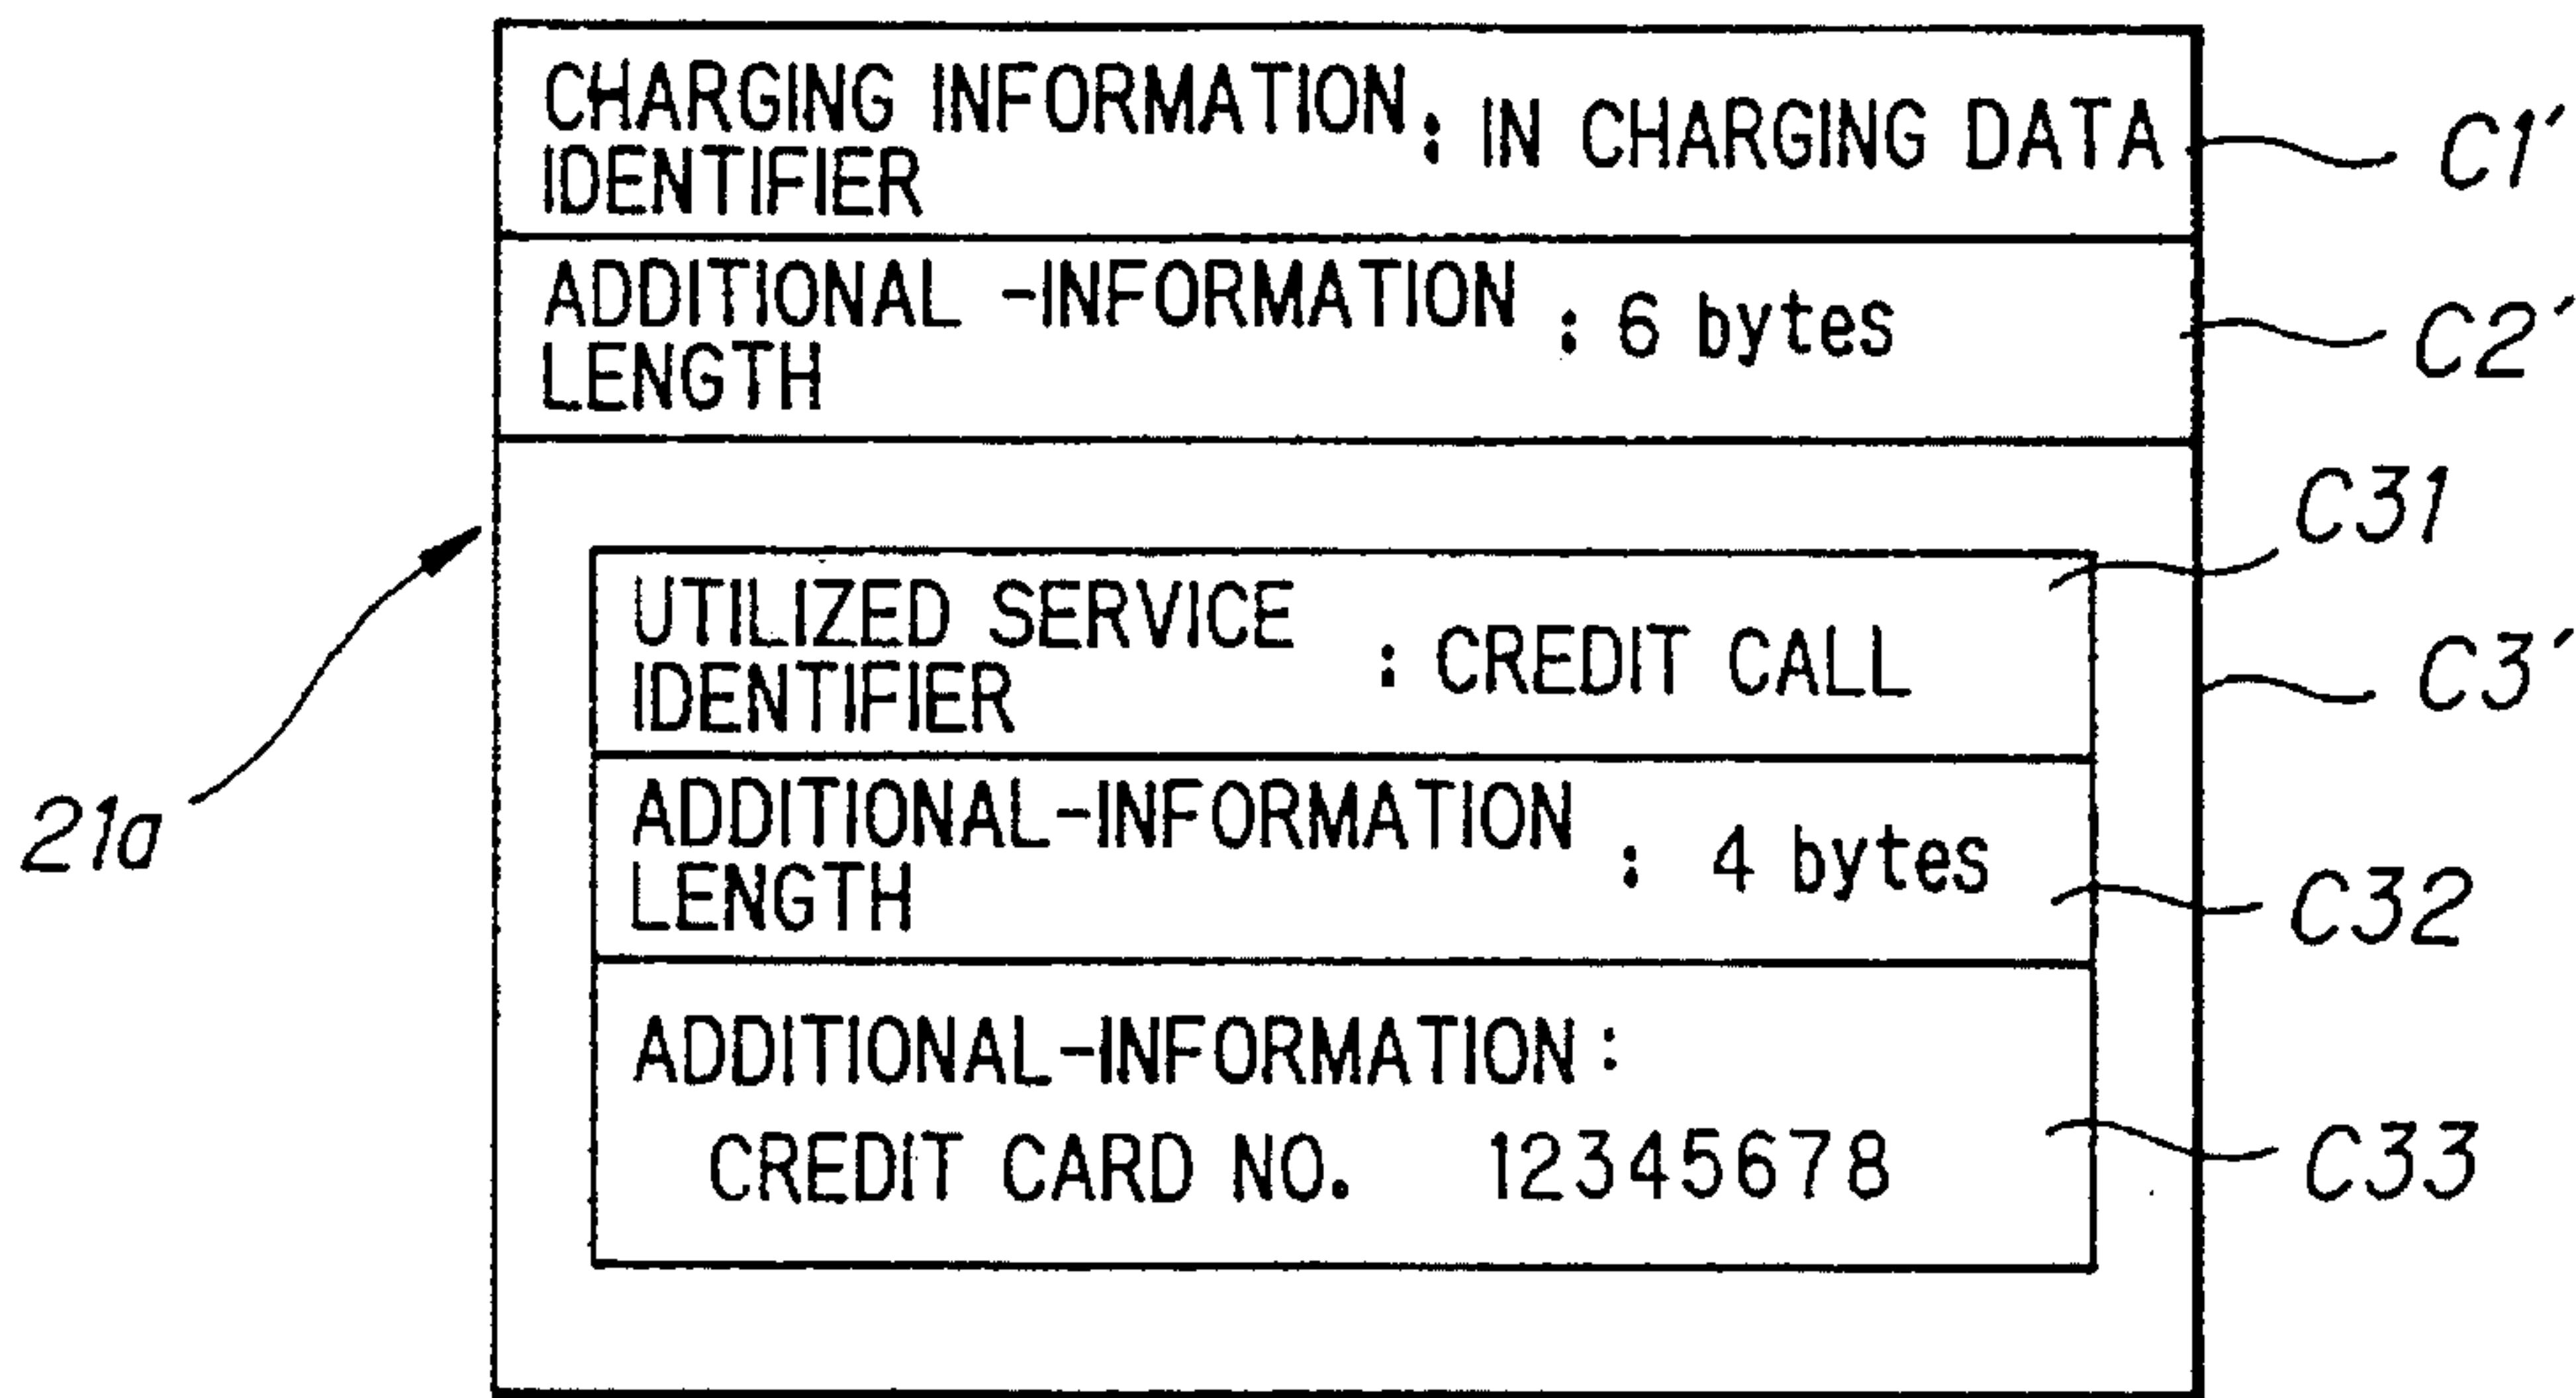 CHARGING INFORMATION
IDENTIFIER : IN CHARGING DATA
C1'
ADDITIONAL -INFORMATION
LENGTH : 6 bytes
C2'
C31
UTILIZED SERVICE
IDENTIFIER : CREDIT CALL
C3'
21a
ADDITIONAL-INFORMATION
LENGTH : 4 bytes
C32
ADDITIONAL-INFORMATION :
CREDIT CARD NO. 12345678
C33